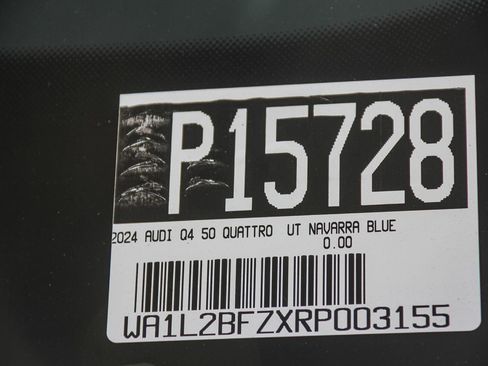 P15728
2024 AUDI Q4 50 QUATTRO UT NAVARRA BLUE
0.00
WA1L2BFZXRP003155